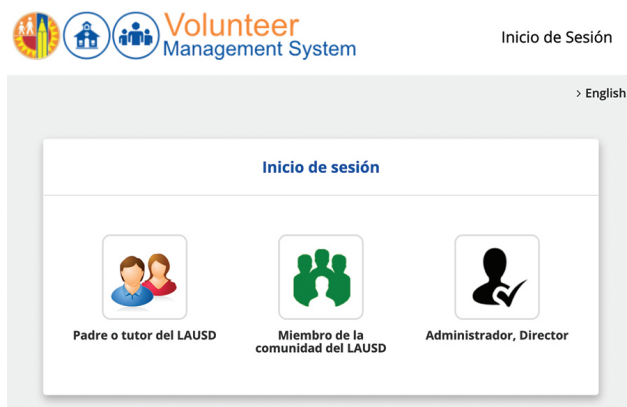 Volunteer
Management System
Inicio de Sesión
> English
Inicio de sesión
Padre o tutor del LAUSD
Miembro de la
comunidad del LAUSD
Administrador, Director